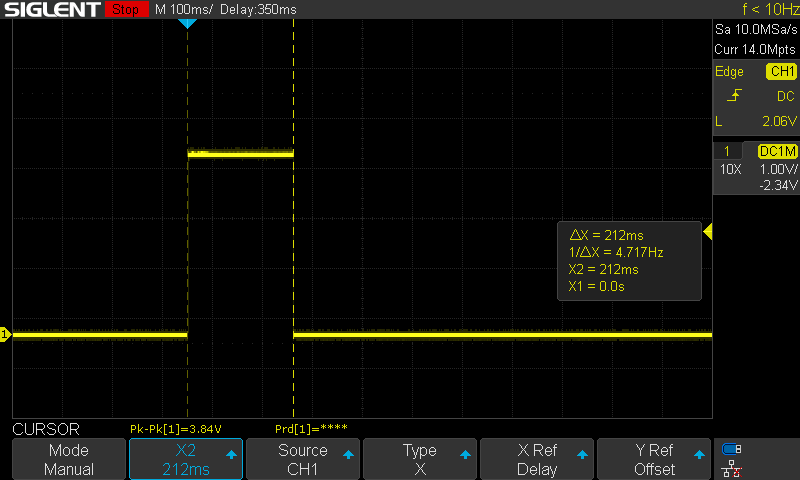 SIGLENT Stop M 100ms/ Delay:350ms f < 10Hz
Sa 10.0MSa/s
Curr 14.0Mpts
Edge CH1
DC
L 2.06V
1 DC1M
10X 1.00V/
-2.34V
△X = 212ms
1/△X = 4.717Hz
X2 = 212ms
X1 = 0.0s
1
CURSOR Pk-Pk[1]=3.84V Prd[1]=****
Mode X2 Source Type X Ref Y Ref
Manual 212ms CH1 X Delay Offset